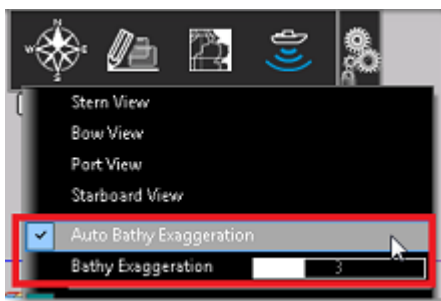 N
Stern View
Bow View
Port View
Starboard View
Auto Bathy Exaggeration
Bathy Exaggeration 3